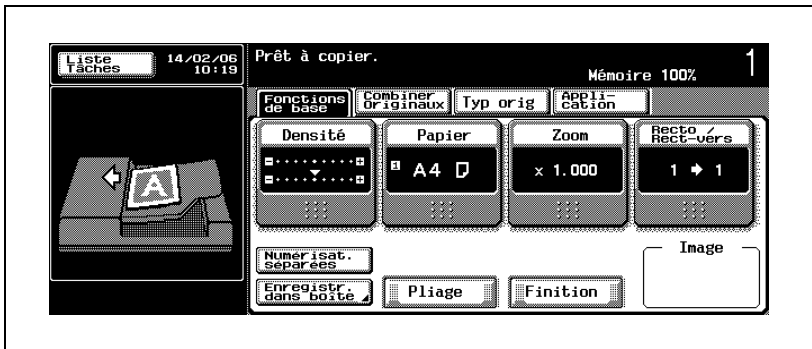 Liste
Tâches
14/02/06
10:19
Prêt à copier.
Mémoire 100%
1
Fonctions
de base
Combiner
Originaux
Typ orig
Appli-
cation
Densité
Papier
Zoom
Recto /
Rect-vers
1 A4
x 1.000
1 ➔ 1
A
Numérisat.
séparées
Enregistr.
dans boîte
Pliage
Finition
Image